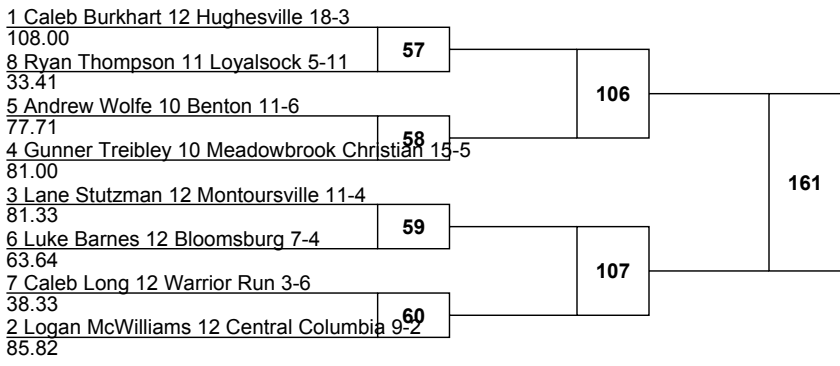 1 Caleb Burkhart 12 Hughesville 18-3
108.00
57
8 Ryan Thompson 11 Loyalsock 5-11
33.41
106
5 Andrew Wolfe 10 Benton 11-6
77.71
58
4 Gunner Treibley 10 Meadowbrook Christian 15-5
81.00
161
3 Lane Stutzman 12 Montoursville 11-4
81.33
59
6 Luke Barnes 12 Bloomsburg 7-4
63.64
107
7 Caleb Long 12 Warrior Run 3-6
38.33
60
2 Logan McWilliams 12 Central Columbia 9-2
85.82